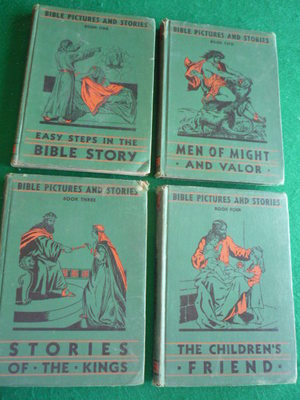 BIBLE PICTURES AND STORIES
BOOK ONE
EASY STEPS IN THE
BIBLE STORY
BIBLE PICTURES AND STORIES
BOOK TWO
MEN OF MIGHT
· AND VALOR ·
BIBLE PICTURES AND STORIES
BOOK THREE
STORIES
OF · THE · KINGS
BIBLE PICTURES AND STORIES
BOOK FOUR
THE CHILDREN'S
· FRIEND ·